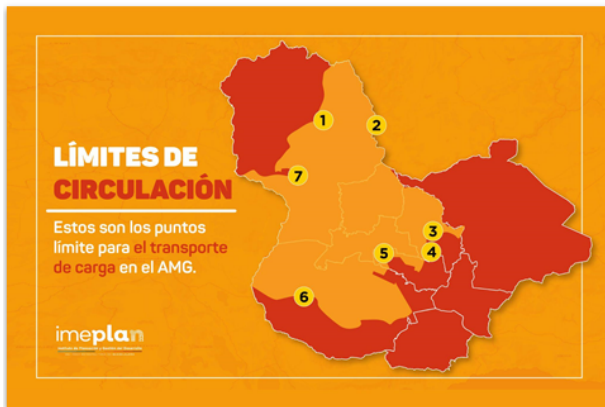 LÍMITES DE
CIRCULACIÓN
Estos son los puntos
límite para el transporte
de carga en el AMG.
imeplan
1
2
7
3
5
4
6